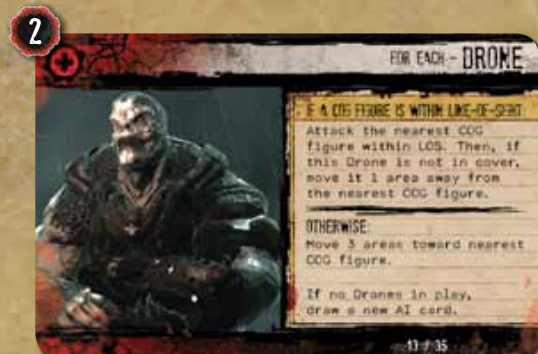 2
FOR EACH - DRONE
IF A COG FIGURE IS WITHIN LINE-OF-SIGHT
Attack the nearest COG
figure within LOS. Then, if
this Drone is not in cover,
move it 1 area away from
the nearest COG figure.
OTHERWISE:
Move 3 areas toward nearest
COG figure.
If no Drones in play,
draw a new AI card.
13 / 35